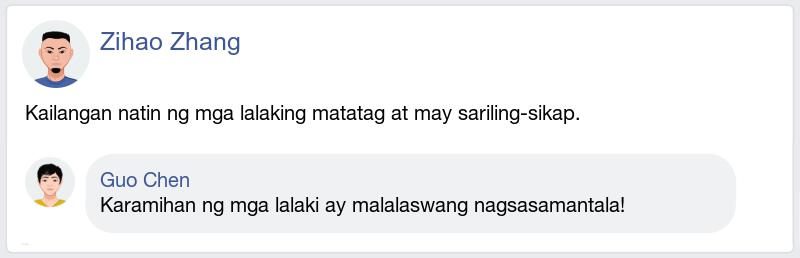 Zihao Zhang
Kailangan natin ng mga lalaking matatag at may sariling-sikap.
Guo Chen
Karamihan ng mga lalaki ay malalaswang nagsasamantala!